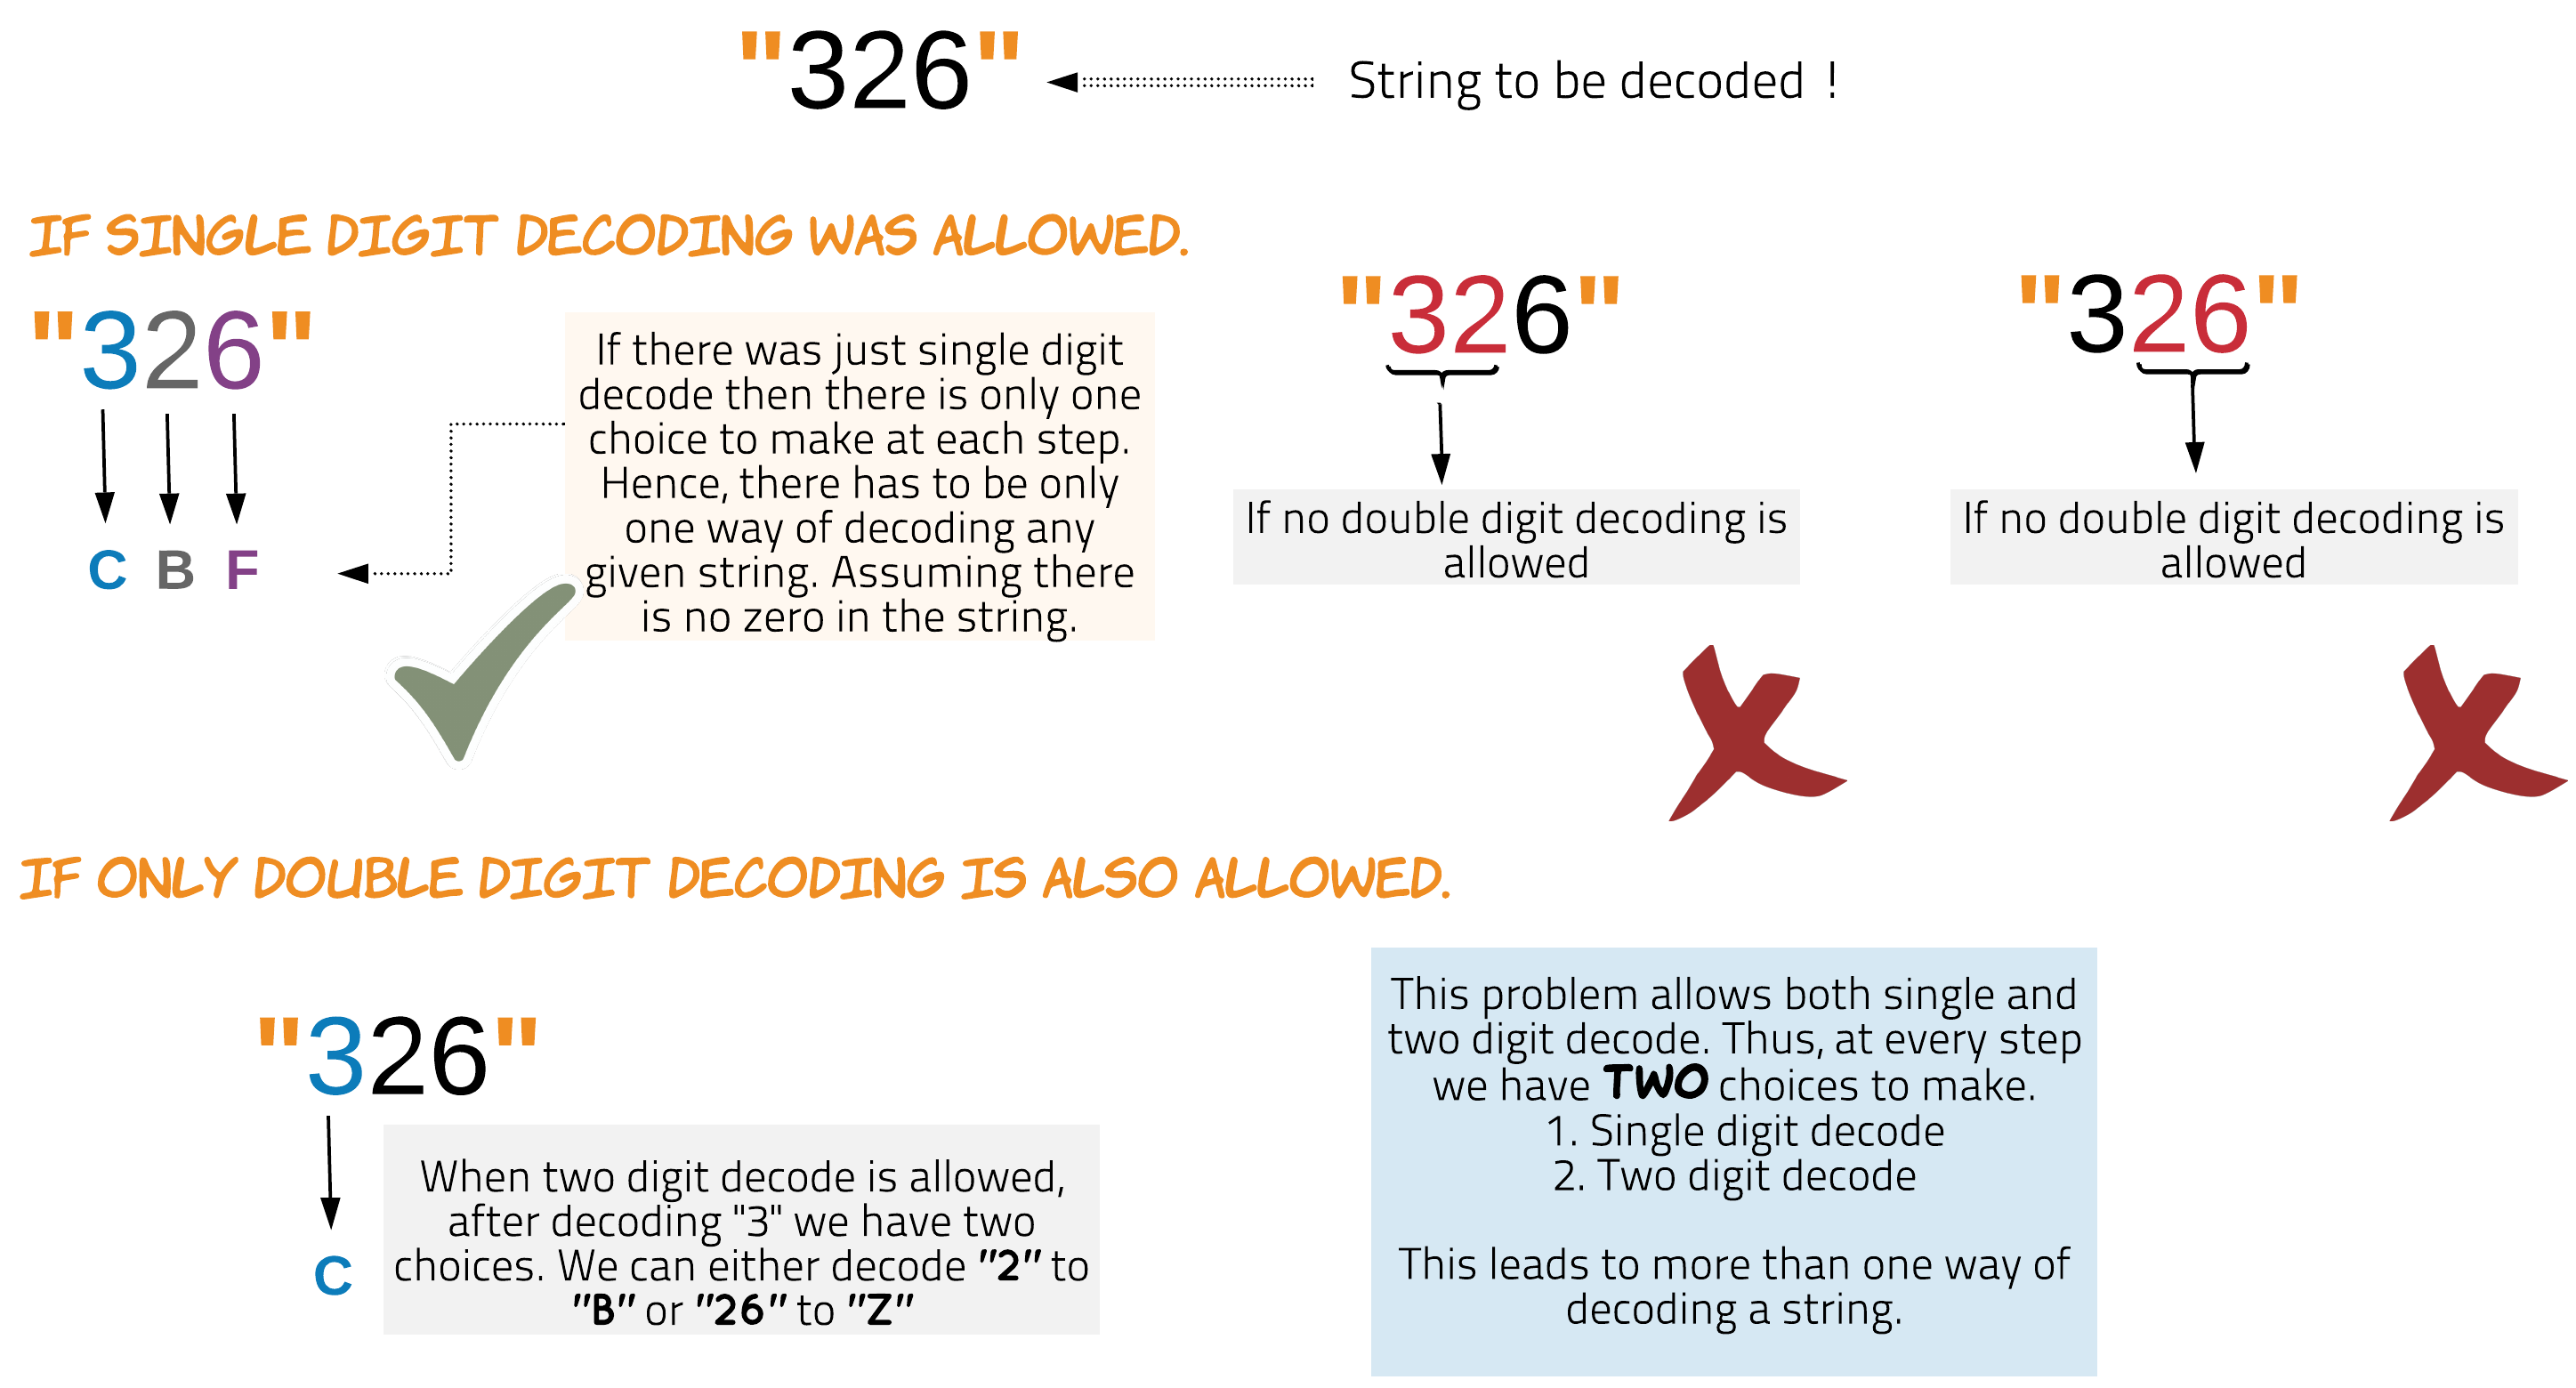 "326"
String to be decoded !
IF SINGLE DIGIT DECODING WAS ALLOWED.
"326"
C B F
If there was just single digit
decode then there is only one
choice to make at each step.
Hence, there has to be only
one way of decoding any
given string. Assuming there
is no zero in the string.
"326"
If no double digit decoding is
allowed
"326"
If no double digit decoding is
allowed
IF ONLY DOUBLE DIGIT DECODING IS ALSO ALLOWED.
"326"
C
When two digit decode is allowed,
after decoding "3" we have two
choices. We can either decode "2" to
"B" or "26" to "Z"
This problem allows both single and
two digit decode. Thus, at every step
we have TWO choices to make.
1. Single digit decode
2. Two digit decode
This leads to more than one way of
decoding a string.